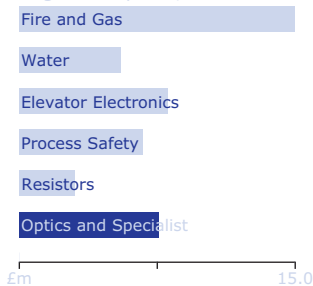 Fire and Gas
Water
Elevator Electronics
Process Safety
Resistors
Optics and Specialist
£m 15.0